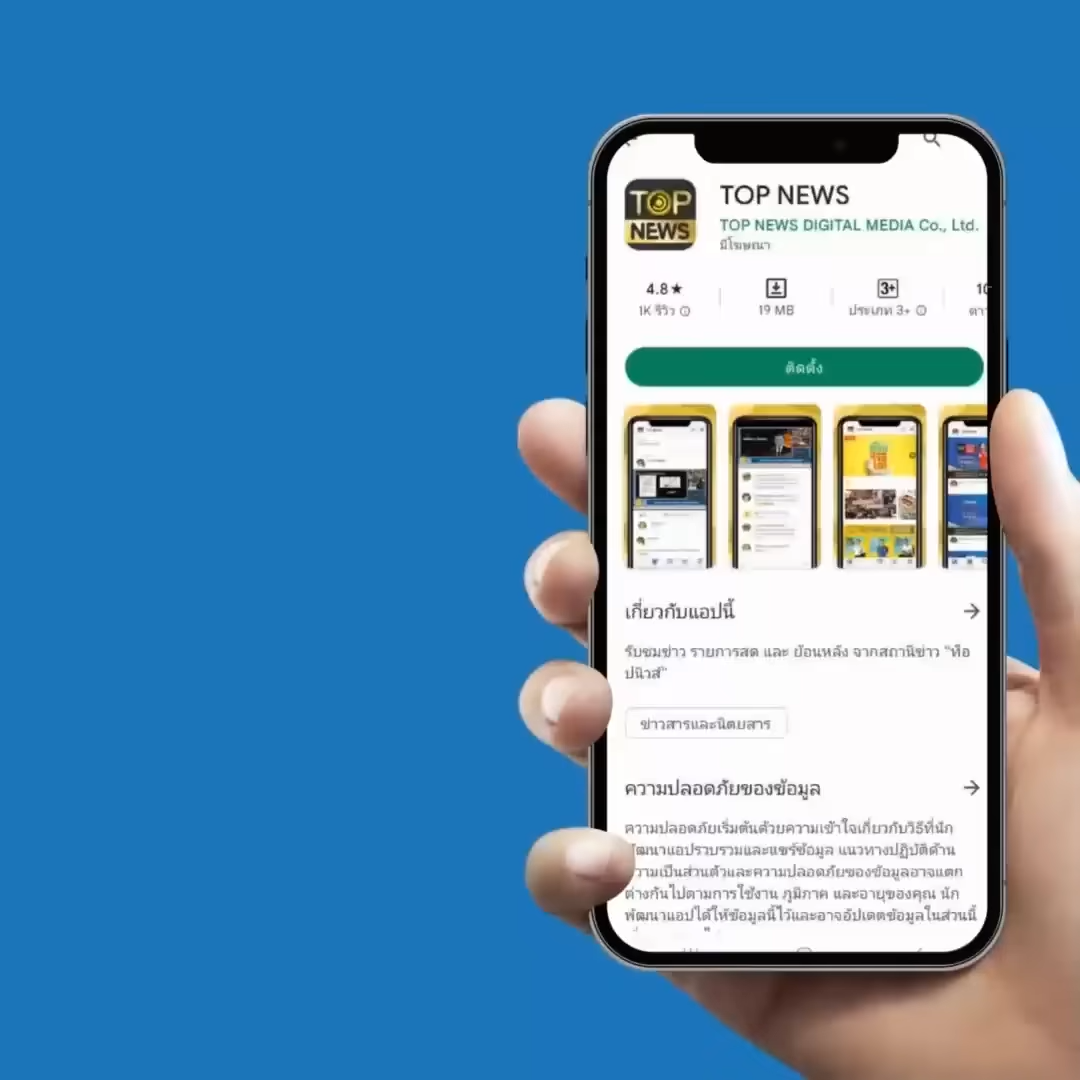 TOP
NEWS
TOP NEWS
TOP NEWS DIGITAL MEDIA Co., Ltd.
มีโฆษณา
4.8★
1K รีวิว
19 MB
3+
ประเภท 3+
ติดตั้ง
เกี่ยวกับแอปนี้
รับชมข่าว รายการสด และ ย้อนหลัง จากสถานีข่าว "ท็อ
ปนิวส์"
ข่าวสารและนิตยสาร
ความปลอดภัยของข้อมูล
ความปลอดภัยเริ่มต้นด้วยความเข้าใจเกี่ยวกับวิธีที่นัก
พัฒนาแอปรวบรวมและแชร์ข้อมูล แนวทางปฏิบัติด้าน
ความเป็นส่วนตัวและความปลอดภัยของข้อมูลอาจแตก
ต่างกันไปตามการใช้งาน ภูมิภาค และอายุของคุณ นัก
พัฒนาแอปได้ให้ข้อมูลนี้ไว้และอาจอัปเดตข้อมูลในส่วนนี้